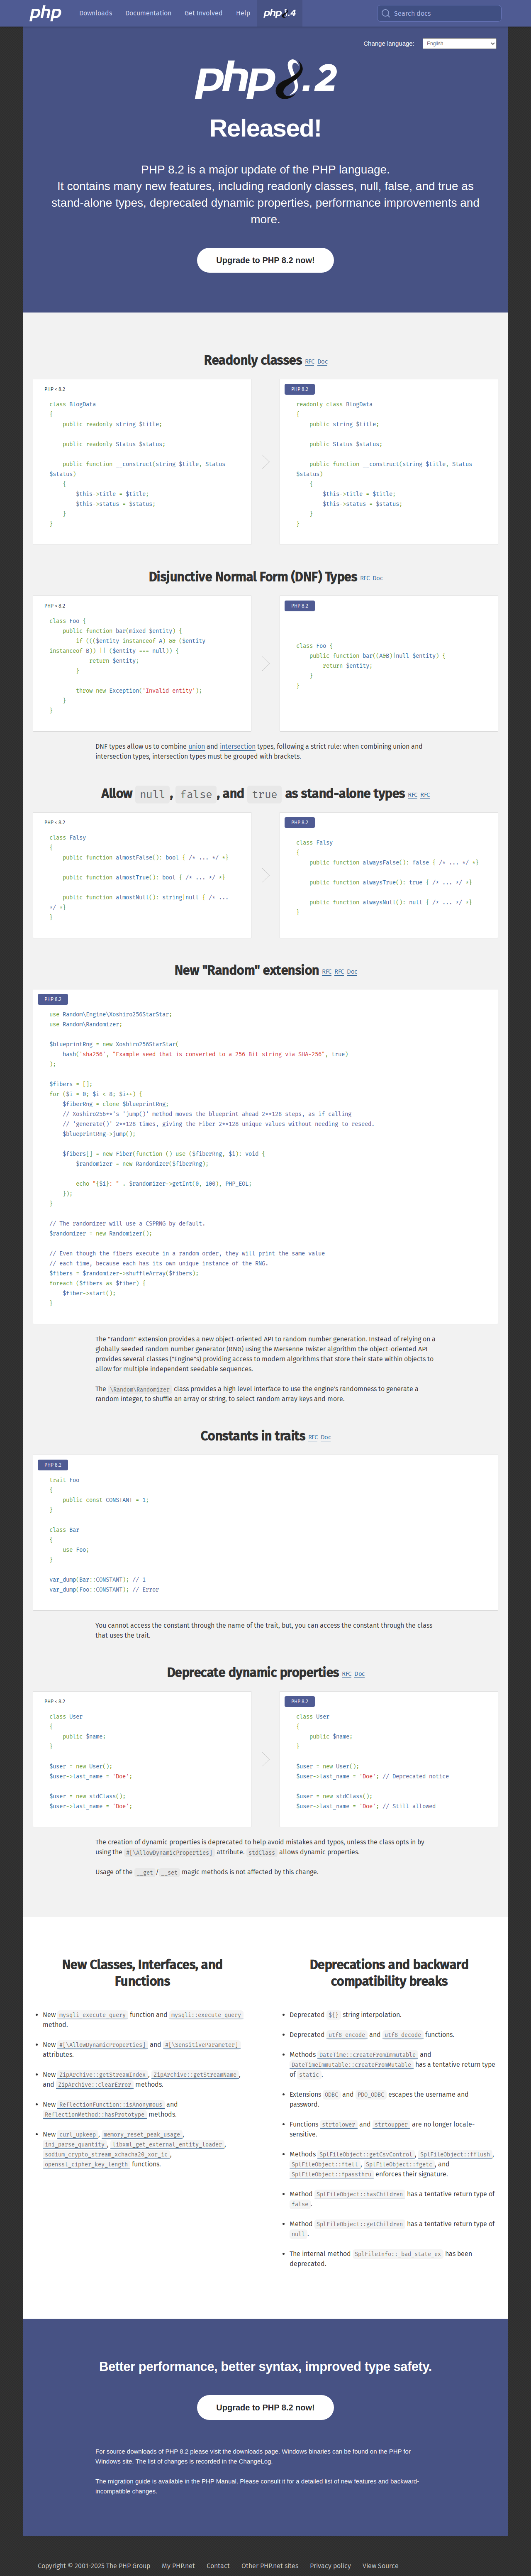 php
Downloads
Documentation
Get Involved
Help
php8.4
Search docs
Change language:
English
php8.2
Released!
PHP 8.2 is a major update of the PHP language.
It contains many new features, including readonly classes, null, false, and true as
stand-alone types, deprecated dynamic properties, performance improvements and
more.
Upgrade to PHP 8.2 now!
Readonly classes RFC Doc
PHP < 8.2
class BlogData
{
public readonly string $title;
public readonly Status $status;
public function __construct(string $title, Status
$status)
{
$this->title = $title;
$this->status = $status;
}
}
PHP 8.2
readonly class BlogData
{
public string $title;
public Status $status;
public function __construct(string $title, Status
$status)
{
$this->title = $title;
$this->status = $status;
}
}
Disjunctive Normal Form (DNF) Types RFC Doc
PHP < 8.2
class Foo {
public function bar(mixed $entity) {
if ((($entity instanceof A) && ($entity
instanceof B)) || ($entity === null)) {
return $entity;
}
throw new Exception('Invalid entity');
}
}
PHP 8.2
class Foo {
public function bar((A&B)|null $entity) {
return $entity;
}
}
DNF types allow us to combine union and intersection types, following a strict rule: when combining union and
intersection types, intersection types must be grouped with brackets.
Allow null, false, and true as stand-alone types RFC RFC
PHP < 8.2
class Falsy
{
public function almostFalse(): bool { /* ... */ *}
public function almostTrue(): bool { /* ... */ *}
public function almostNull(): string|null { /* ...
*/ *}
}
PHP 8.2
class Falsy
{
public function alwaysFalse(): false { /* ... */ *}
public function alwaysTrue(): true { /* ... */ *}
public function alwaysNull(): null { /* ... */ *}
}
New "Random" extension RFC RFC Doc
PHP 8.2
use Random\Engine\Xoshiro256StarStar;
use Random\Randomizer;
$blueprintRng = new Xoshiro256StarStar(
hash('sha256', "Example seed that is converted to a 256 Bit string via SHA-256", true)
);
$fibers = [];
for ($i = 0; $i < 8; $i++) {
$fiberRng = clone $blueprintRng;
// Xoshiro256**'s 'jump()' method moves the blueprint ahead 2**128 steps, as if calling
// 'generate()' 2**128 times, giving the Fiber 2**128 unique values without needing to reseed.
$blueprintRng->jump();
$fibers[] = new Fiber(function () use ($fiberRng, $i): void {
$randomizer = new Randomizer($fiberRng);
echo "{$i}: " . $randomizer->getInt(0, 100), PHP_EOL;
});
}
// The randomizer will use a CSPRNG by default.
$randomizer = new Randomizer();
// Even though the fibers execute in a random order, they will print the same value
// each time, because each has its own unique instance of the RNG.
$fibers = $randomizer->shuffleArray($fibers);
foreach ($fibers as $fiber) {
$fiber->start();
}
The "random" extension provides a new object-oriented API to random number generation. Instead of relying on a
globally seeded random number generator (RNG) using the Mersenne Twister algorithm the object-oriented API
provides several classes ("Engine"s) providing access to modern algorithms that store their state within objects to
allow for multiple independent seedable sequences.
The \Random\Randomizer class provides a high level interface to use the engine's randomness to generate a
random integer, to shuffle an array or string, to select random array keys and more.
Constants in traits RFC Doc
PHP 8.2
trait Foo
{
public const CONSTANT = 1;
}
class Bar
{
use Foo;
}
var_dump(Bar::CONSTANT); // 1
var_dump(Foo::CONSTANT); // Error
You cannot access the constant through the name of the trait, but, you can access the constant through the class
that uses the trait.
Deprecate dynamic properties RFC Doc
PHP < 8.2
class User
{
public $name;
}
$user = new User();
$user->last_name = 'Doe';
$user = new stdClass();
$user->last_name = 'Doe';
PHP 8.2
class User
{
public $name;
}
$user = new User();
$user->last_name = 'Doe'; // Deprecated notice
$user = new stdClass();
$user->last_name = 'Doe'; // Still allowed
The creation of dynamic properties is deprecated to help avoid mistakes and typos, unless the class opts in by
using the #[\AllowDynamicProperties] attribute. stdClass allows dynamic properties.
Usage of the __get / __set magic methods is not affected by this change.
New Classes, Interfaces, and
Functions
New mysqli_execute_query function and mysqli::execute_query
method.
New #[\AllowDynamicProperties] and #[\SensitiveParameter]
attributes.
New ZipArchive::getStreamIndex, ZipArchive::getStreamName,
and ZipArchive::clearError methods.
New ReflectionFunction::isAnonymous and
ReflectionMethod::hasPrototype methods.
New curl_upkeep, memory_reset_peak_usage,
ini_parse_quantity, libxml_get_external_entity_loader,
sodium_crypto_stream_xchacha20_xor_ic,
openssl_cipher_key_length functions.
Deprecations and backward
compatibility breaks
Deprecated ${} string interpolation.
Deprecated utf8_encode and utf8_decode functions.
Methods DateTime::createFromImmutable and
DateTimeImmutable::createFromMutable has a tentative return type
of static.
Extensions ODBC and PDO_ODBC escapes the username and
password.
Functions strtolower and strtoupper are no longer locale-
sensitive.
Methods SplFileObject::getCsvControl, SplFileObject::fflush,
SplFileObject::ftell, SplFileObject::fgetc, and
SplFileObject::fpassthru enforces their signature.
Method SplFileObject::hasChildren has a tentative return type of
false.
Method SplFileObject::getChildren has a tentative return type of
null.
The internal method SplFileInfo::_bad_state_ex has been
deprecated.
Better performance, better syntax, improved type safety.
Upgrade to PHP 8.2 now!
For source downloads of PHP 8.2 please visit the downloads page. Windows binaries can be found on the PHP for
Windows site. The list of changes is recorded in the ChangeLog.
The migration guide is available in the PHP Manual. Please consult it for a detailed list of new features and backward-
incompatible changes.
Copyright © 2001-2025 The PHP Group
My PHP.net
Contact
Other PHP.net sites
Privacy policy
View Source